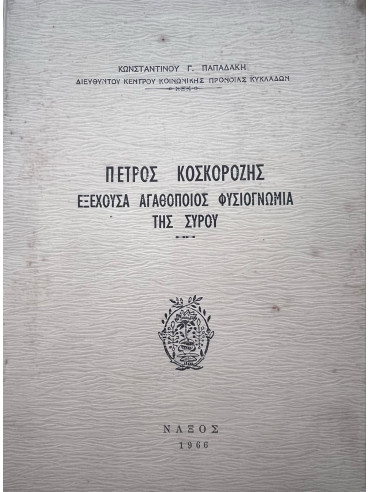 ΚΩΝΣΤΑΝΤΙΝΟΥ Γ. ΠΑΠΑΔΑΚΗ
ΔΙΕΥΘΥΝΤΟΥ ΚΕΝΤΡΟΥ ΚΟΙΝΩΝΙΚΗΣ ΠΡΟΝΟΙΑΣ ΚΥΚΛΑΔΩΝ
ΠΕΤΡΟΣ ΚΟΣΚΟΡΟΖΗΣ
ΕΞΕΧΟΥΣΑ ΑΓΑΘΟΠΟΙΟΣ ΦΥΣΙΟΓΝΩΜΙΑ
ΤΗΣ ΣΥΡΟΥ
ΝΑΞΟΣ
1966